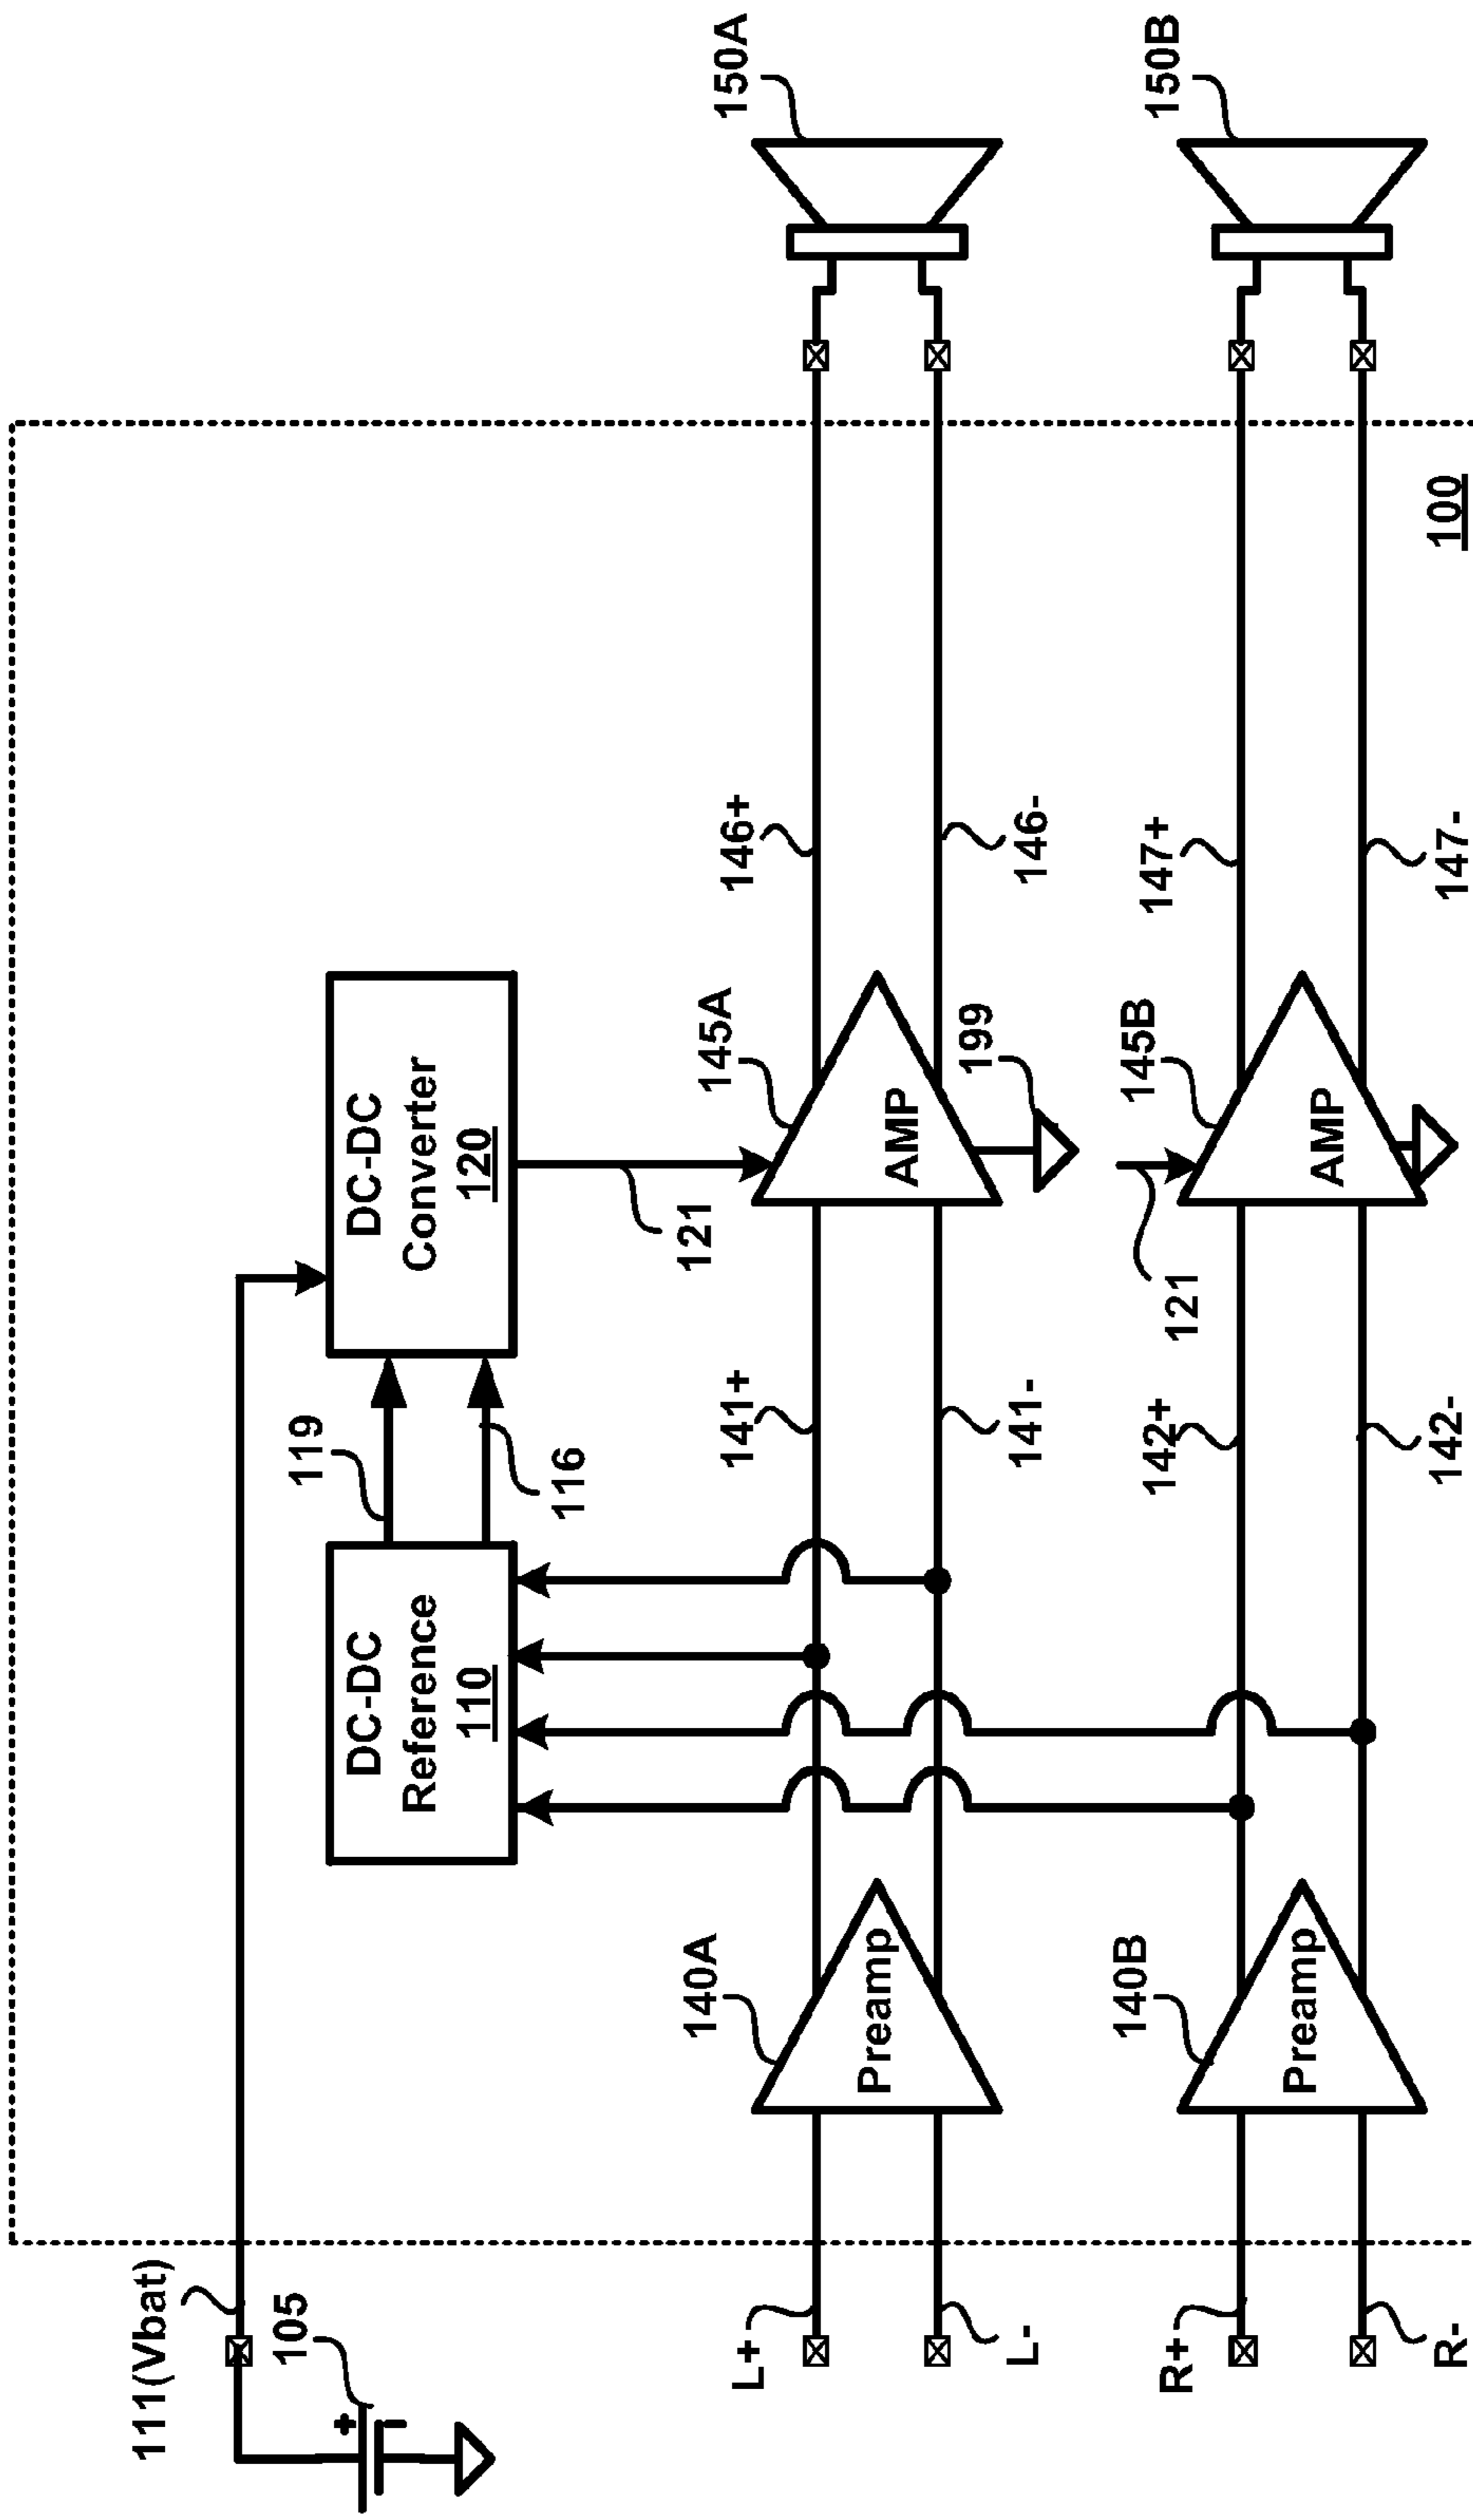 111(Vbat)
105
119
116
DC-DC
Reference
110
DC-DC
Converter
120
121
L+
L-
140A
Preamp
141+
141-
145A
AMP
199
146+
146-
150A
R+
R-
140B
Preamp
142+
142-
121
145B
AMP
147+
147-
150B
100